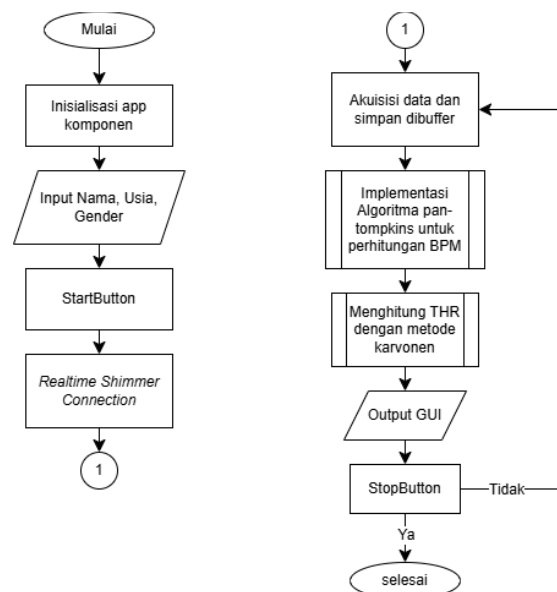 Mulai
Inisialisasi app
komponen
Input Nama, Usia,
Gender
StartButton
Realtime Shimmer
Connection
1
1
Akuisisi data dan
simpan dibuffer
Implementasi
Algoritma pan-
tompkins untuk
perhitungan BPM
Menghitung THR
dengan metode
karvonen
Output GUI
StopButton
Tidak
Ya
selesai